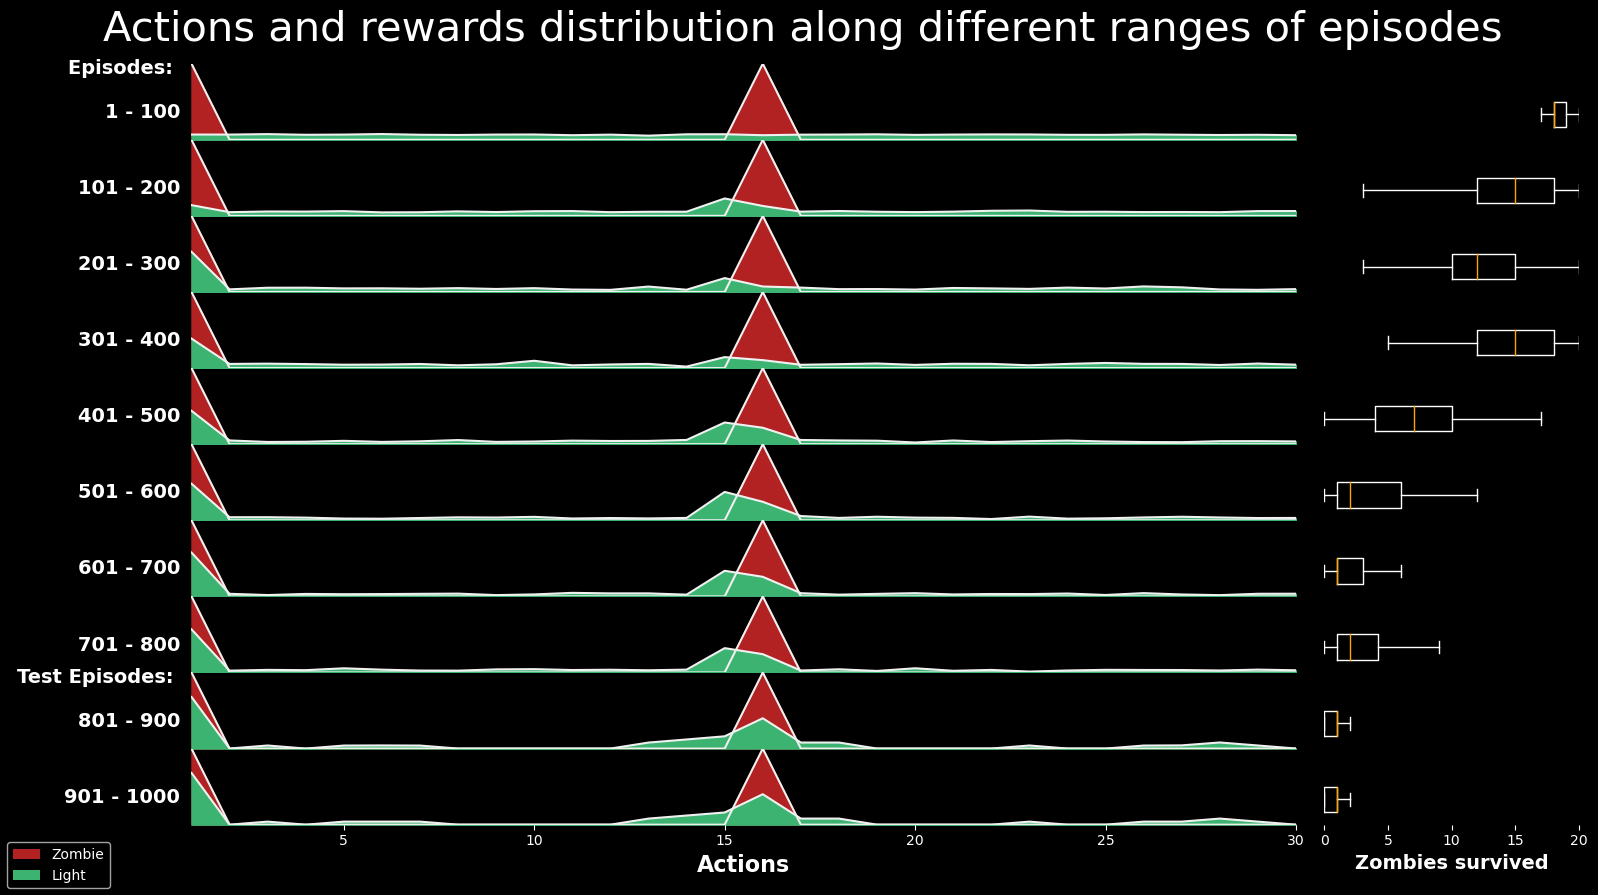 Actions and rewards distribution along different ranges of episodes
Episodes:
1 - 100
101 - 200
201 - 300
301 - 400
401 - 500
501 - 600
601 - 700
701 - 800
Test Episodes:
801 - 900
901 - 1000
5 10 15 20 25 30
0 5 10 15 20
Actions
Zombies survived
Zombie
Light